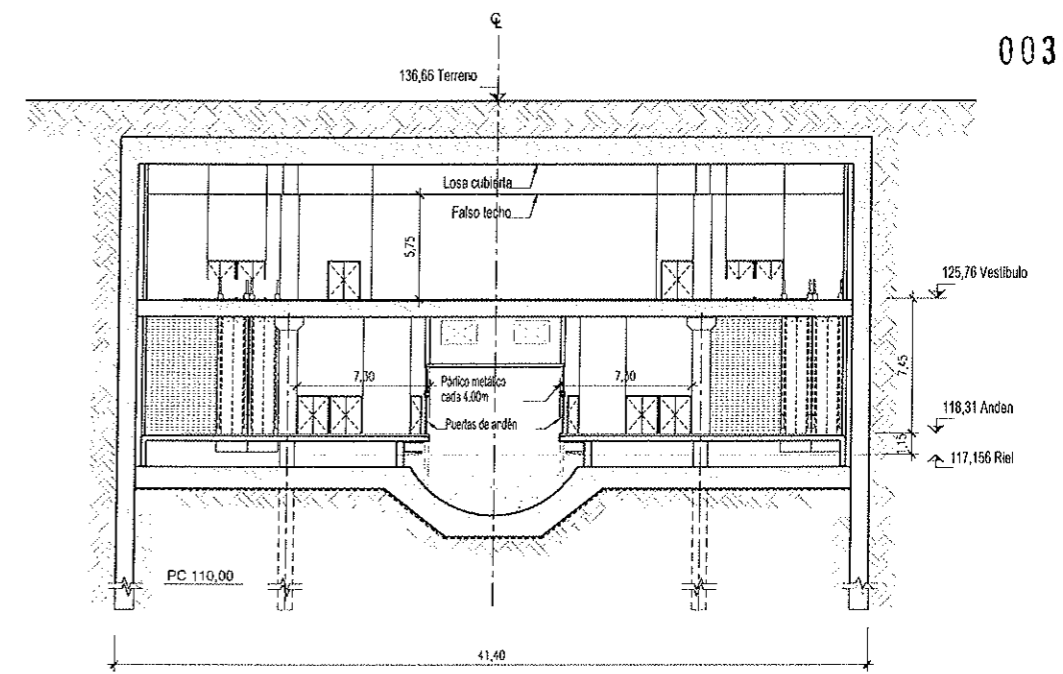 003
℄
136,66 Terreno
Losa cubierta
Falso techo
5,75
125,76 Vestíbulo
7,45
7,30
Pórtico metálico
cada 4.00m
7,30
Puertas de andén
118,31 Anden
1,15
117,156 Riel
PC 110,00
41,40